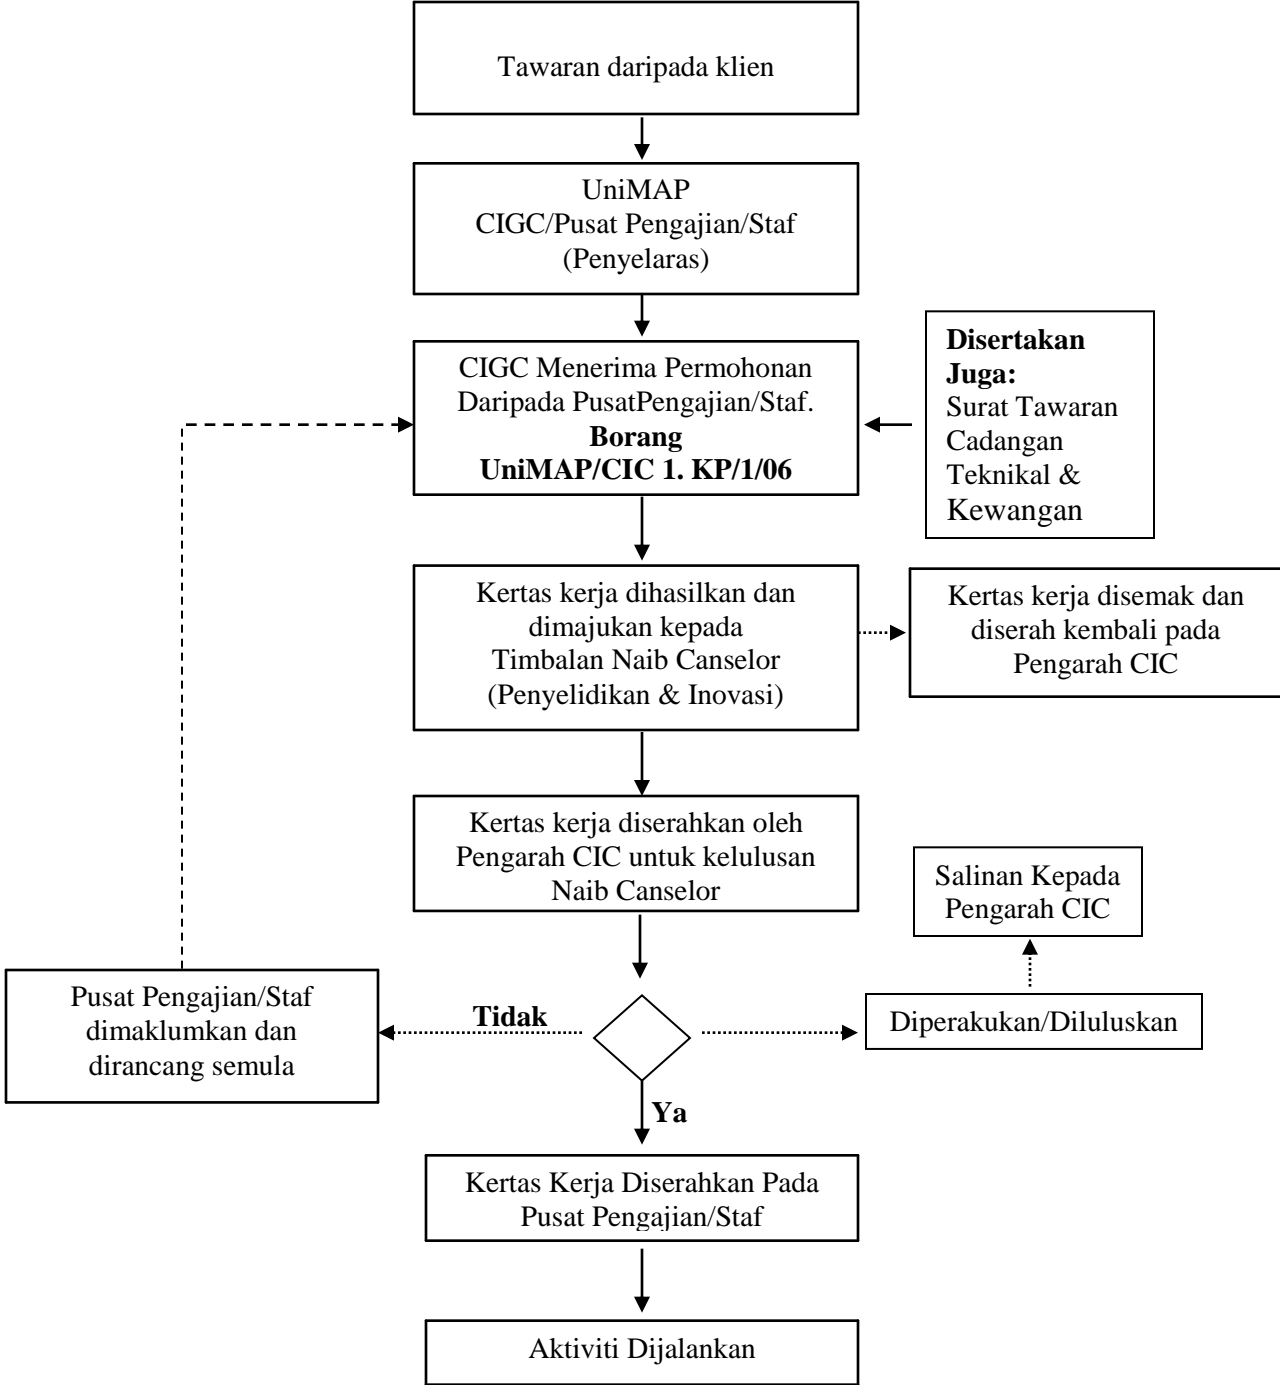 Tawaran daripada klien
UniMAP
CIGC/Pusat Pengajian/Staf
(Penyelaras)
CIGC Menerima Permohonan
Daripada PusatPengajian/Staf.
Borang
UniMAP/CIC 1. KP/1/06
Disertakan
Juga:
Surat Tawaran
Cadangan
Teknikal &
Kewangan
Kertas kerja dihasilkan dan
dimajukan kepada
Timbalan Naib Canselor
(Penyelidikan & Inovasi)
Kertas kerja disemak dan
diserah kembali pada
Pengarah CIC
Kertas kerja diserahkan oleh
Pengarah CIC untuk kelulusan
Naib Canselor
Salinan Kepada
Pengarah CIC
Pusat Pengajian/Staf
dimaklumkan dan
dirancang semula
Tidak
Diperakukan/Diluluskan
Ya
Kertas Kerja Diserahkan Pada
Pusat Pengajian/Staf
Aktiviti Dijalankan